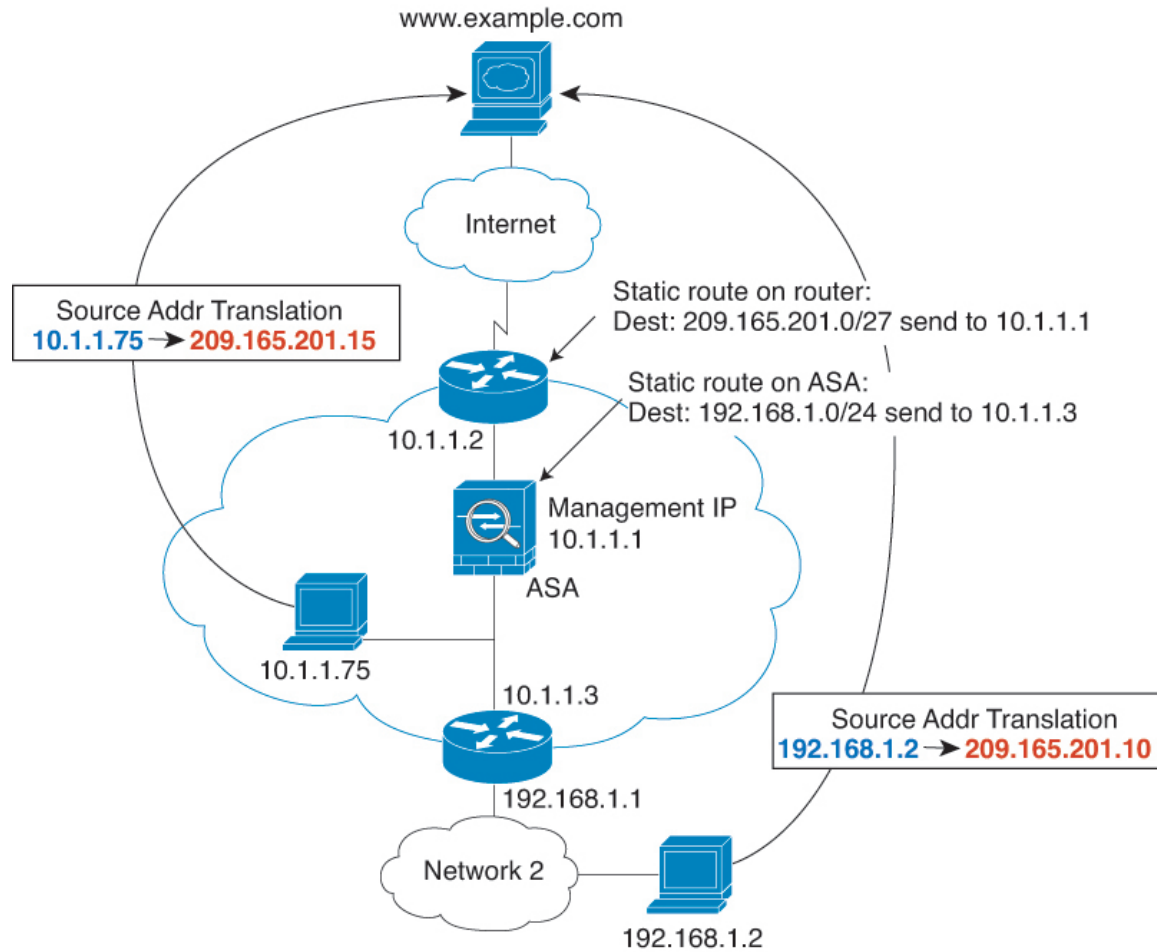 www.example.com
Internet
Source Addr Translation
10.1.1.75 → 209.165.201.15
Static route on router:
Dest: 209.165.201.0/27 send to 10.1.1.1
Static route on ASA:
Dest: 192.168.1.0/24 send to 10.1.1.3
10.1.1.2
Management IP
10.1.1.1
ASA
10.1.1.75
10.1.1.3
Source Addr Translation
192.168.1.2 → 209.165.201.10
192.168.1.1
Network 2
192.168.1.2